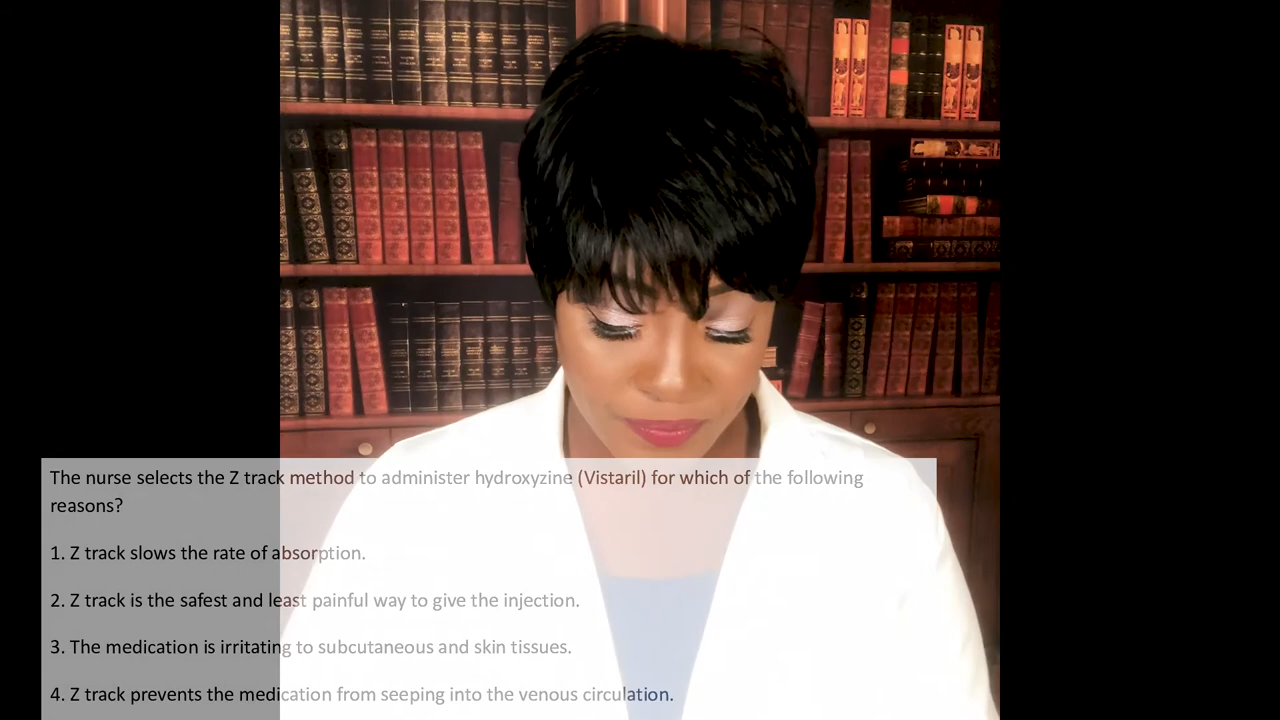 The nurse selects the Z track method to administer hydroxyzine (Vistaril) for which of the following
reasons?
1. Z track slows the rate of absorption.
2. Z track is the safest and least painful way to give the injection.
3. The medication is irritating to subcutaneous and skin tissues.
4. Z track prevents the medication from seeping into the venous circulation.